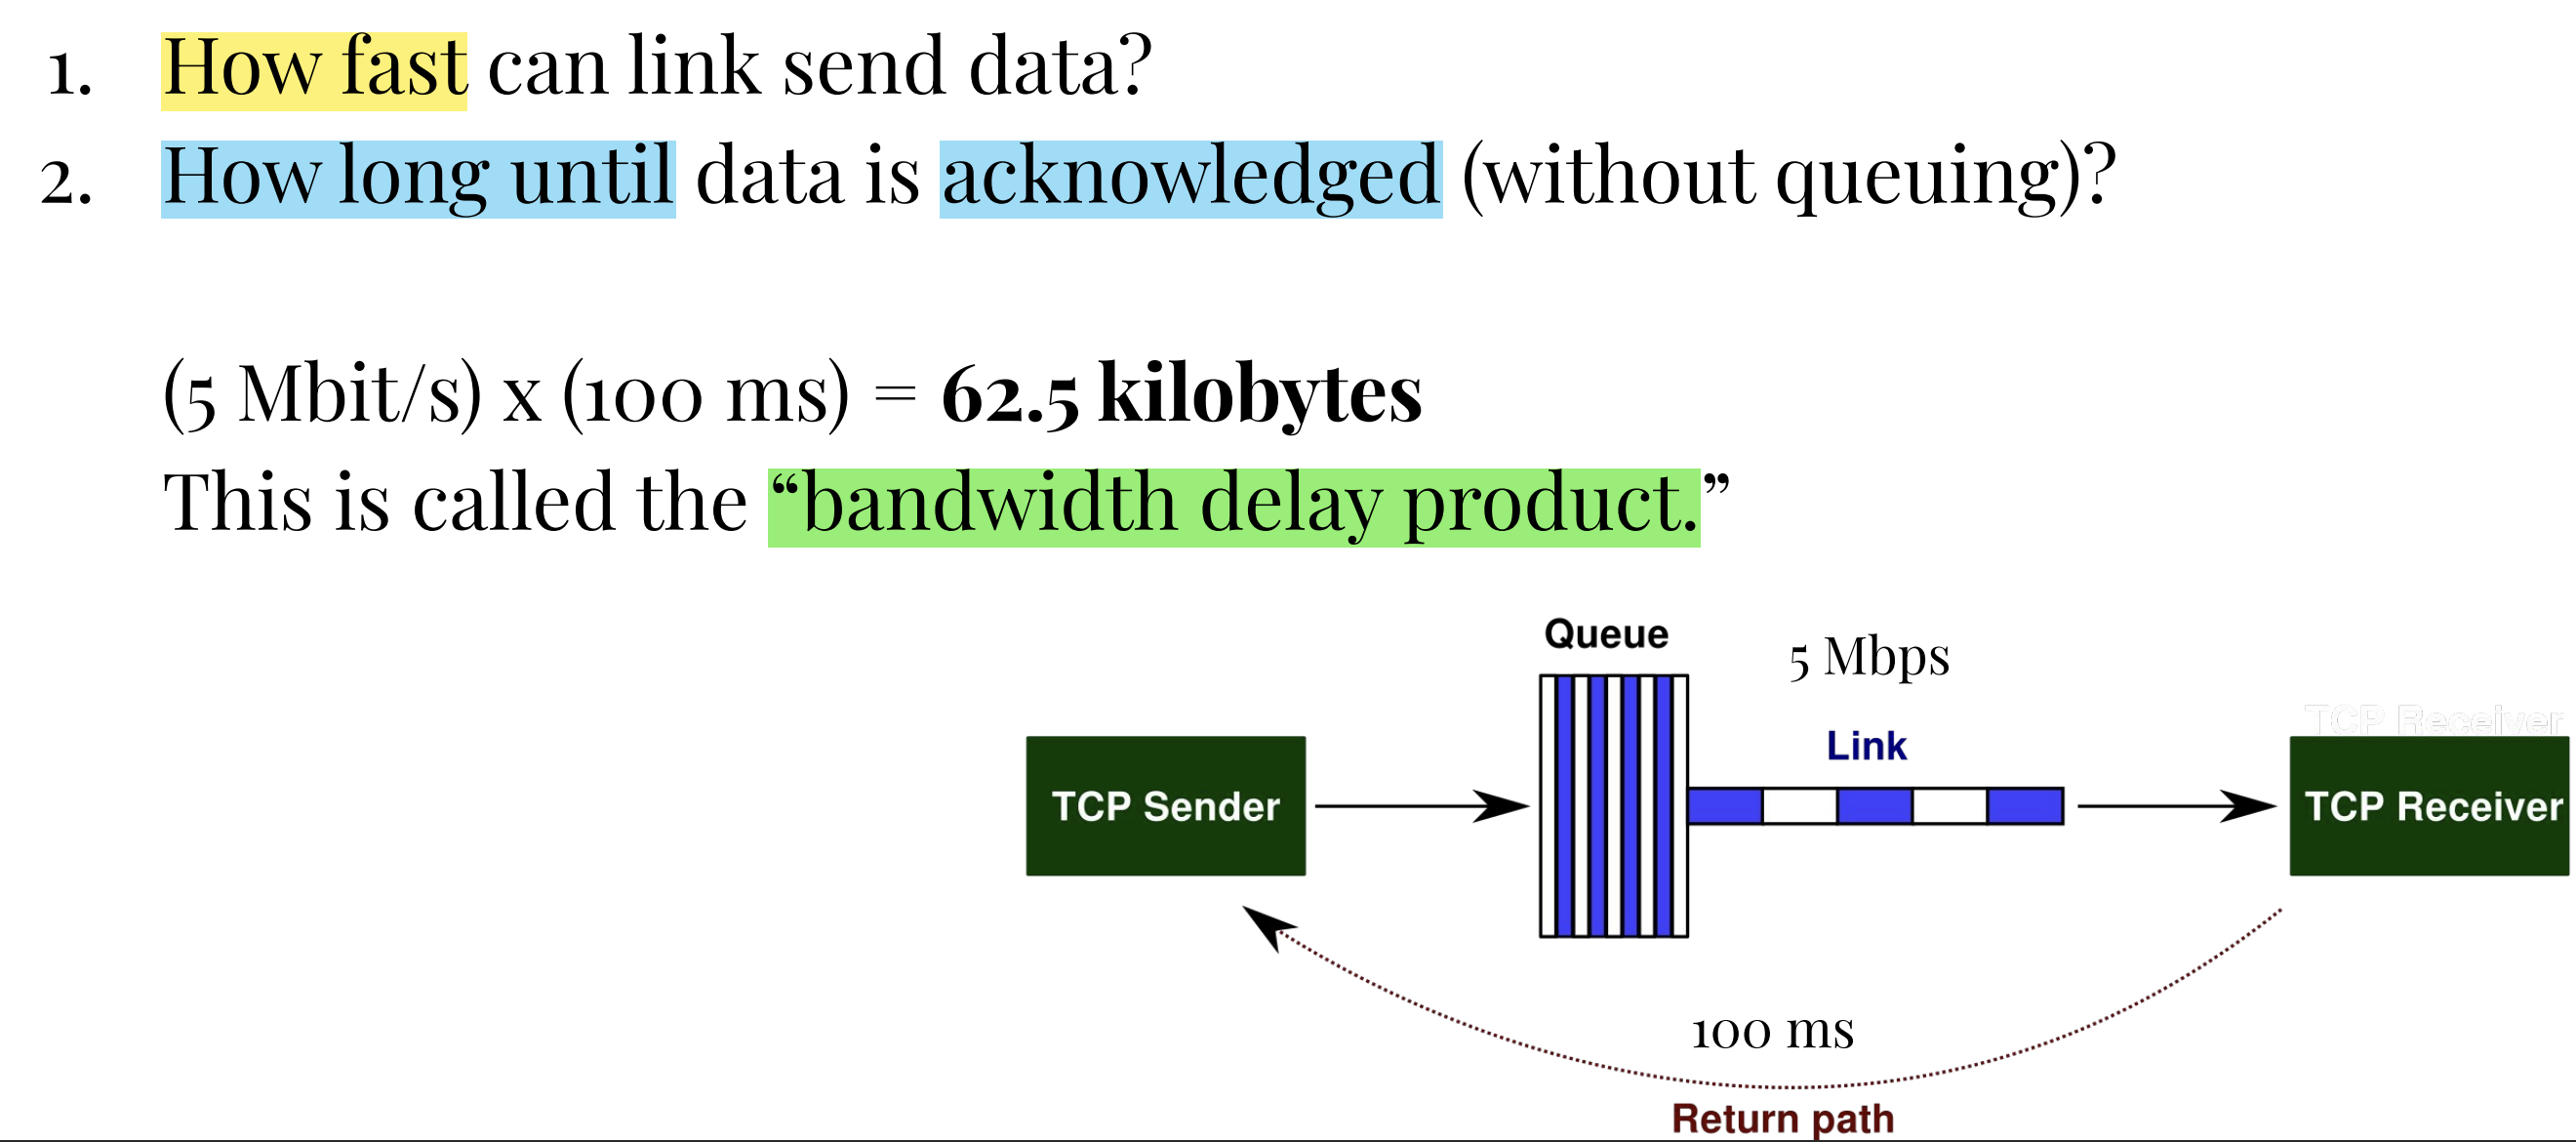 1. How fast can link send data?
2. How long until data is acknowledged (without queuing)?
(5 Mbit/s) x (100 ms) = 62.5 kilobytes
This is called the “bandwidth delay product.”
Queue
5 Mbps
TCP Receiver
Link
TCP Sender
TCP Receiver
100 ms
Return path